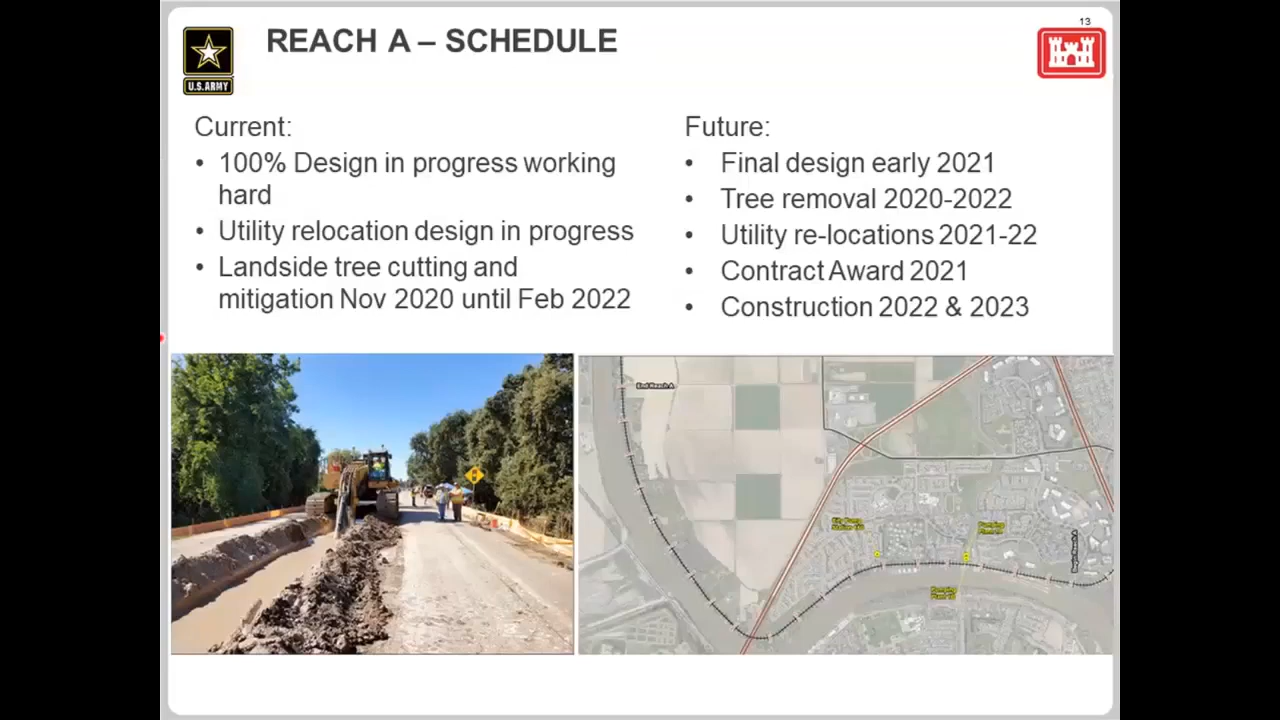 13
REACH A – SCHEDULE
U.S.ARMY
Current:
• 100% Design in progress working
hard
• Utility relocation design in progress
• Landside tree cutting and
mitigation Nov 2020 until Feb 2022
Future:
• Final design early 2021
• Tree removal 2020-2022
• Utility re-locations 2021-22
• Contract Award 2021
• Construction 2022 & 2023
End Reach A
Pumping
Pumping